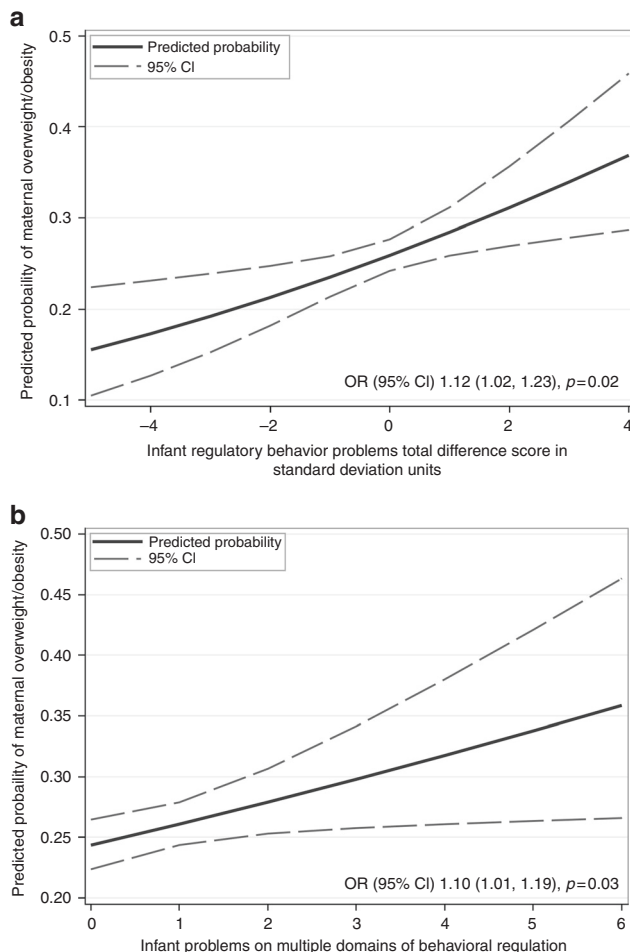 a
0.5
Predicted probability
95% CI
0.4
0.3
0.2
0.1
Predicted probaility of maternal overweight/obesity
OR (95% CI) 1.12 (1.02, 1.23), p=0.02
−4
−2
0
2
4
Infant regulatory behavior problems total difference score in
standard deviation units
b
0.50
Predicted probability
95% CI
0.45
0.40
0.35
0.30
0.25
0.20
Predicted probaility of maternal overweight/obesity
OR (95% CI) 1.10 (1.01, 1.19), p=0.03
0
1
2
3
4
5
6
Infant problems on multiple domains of behavioral regulation